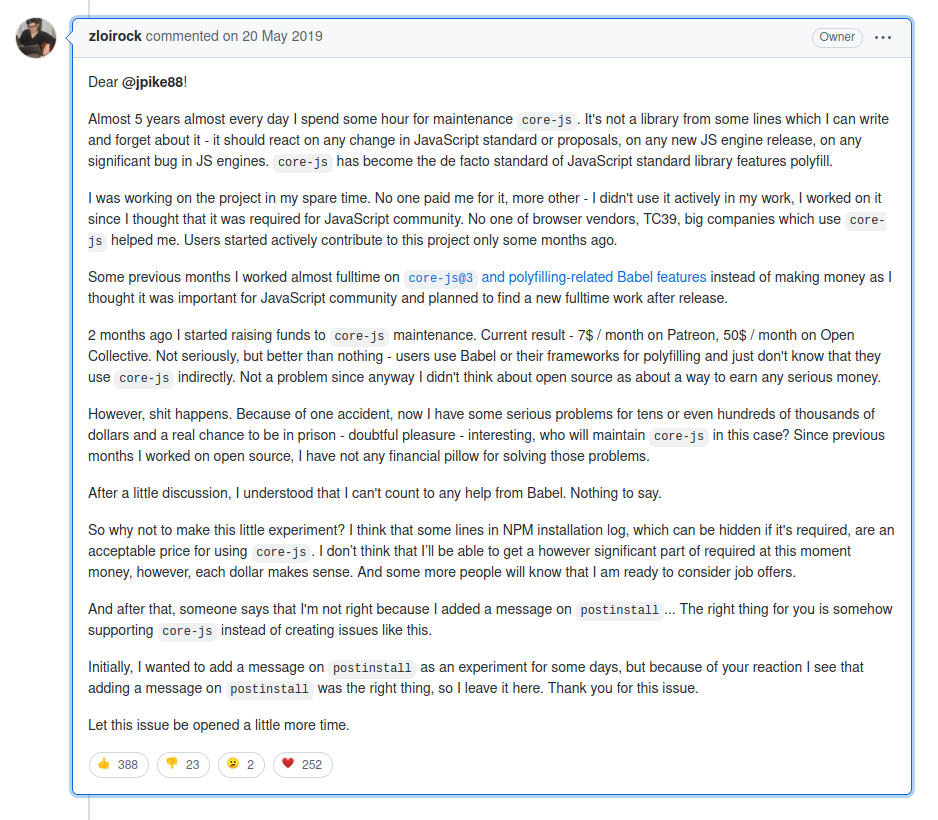 zloirock commented on 20 May 2019
Owner
Dear @jpike88!
Almost 5 years almost every day I spend some hour for maintenance core-js . It's not a library from some lines which I can write
and forget about it - it should react on any change in JavaScript standard or proposals, on any new JS engine release, on any
significant bug in JS engines. core-js has become the de facto standard of JavaScript standard library features polyfill.
I was working on the project in my spare time. No one paid me for it, more other - I didn't use it actively in my work, I worked on it
since I thought that it was required for JavaScript community. No one of browser vendors, TC39, big companies which use core-
js helped me. Users started actively contribute to this project only some months ago.
Some previous months I worked almost fulltime on core-js@3 and polyfilling-related Babel features instead of making money as I
thought it was important for JavaScript community and planned to find a new fulltime work after release.
2 months ago I started raising funds to core-js maintenance. Current result - 7$ / month on Patreon, 50$ / month on Open
Collective. Not seriously, but better than nothing - users use Babel or their frameworks for polyfilling and just don't know that they
use core-js indirectly. Not a problem since anyway I didn't think about open source as about a way to earn any serious money.
However, shit happens. Because of one accident, now I have some serious problems for tens or even hundreds of thousands of
dollars and a real chance to be in prison - doubtful pleasure - interesting, who will maintain core-js in this case? Since previous
months I worked on open source, I have not any financial pillow for solving those problems.
After a little discussion, I understood that I can't count to any help from Babel. Nothing to say.
So why not to make this little experiment? I think that some lines in NPM installation log, which can be hidden if it's required, are an
acceptable price for using core-js . I don't think that I'll be able to get a however significant part of required at this moment
money, however, each dollar makes sense. And some more people will know that I am ready to consider job offers.
And after that, someone says that I'm not right because I added a message on postinstall ... The right thing for you is somehow
supporting core-js instead of creating issues like this.
Initially, I wanted to add a message on postinstall as an experiment for some days, but because of your reaction I see that
adding a message on postinstall was the right thing, so I leave it here. Thank you for this issue.
Let this issue be opened a little more time.
388 23 2 252